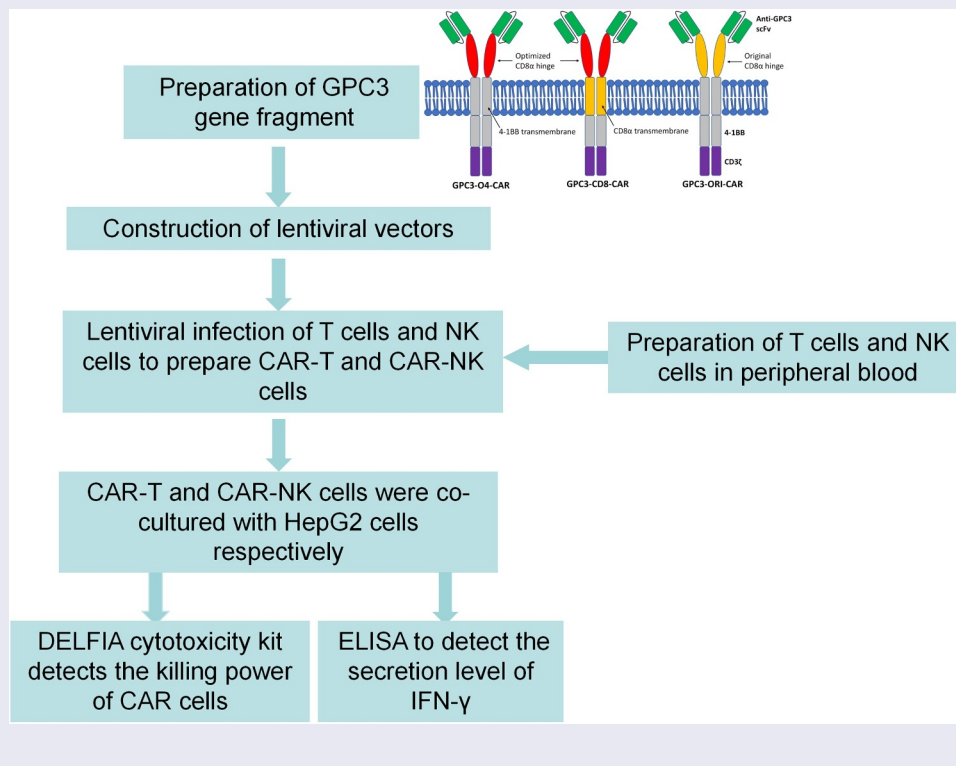 Preparation of GPC3
gene fragment
Anti-GPC3
scFv
Optimized
CD8α hinge
Original
CD8α hinge
4-1BB transmembrane
CD8α transmembrane
4-1BB
CD3ζ
GPC3-O4-CAR
GPC3-CD8-CAR
GPC3-ORI-CAR
Construction of lentiviral vectors
Lentiviral infection of T cells and NK
cells to prepare CAR-T and CAR-NK
cells
Preparation of T cells and NK
cells in peripheral blood
CAR-T and CAR-NK cells were co-
cultured with HepG2 cells
respectively
DELFIA cytotoxicity kit
detects the killing power
of CAR cells
ELISA to detect the
secretion level of
IFN-γ